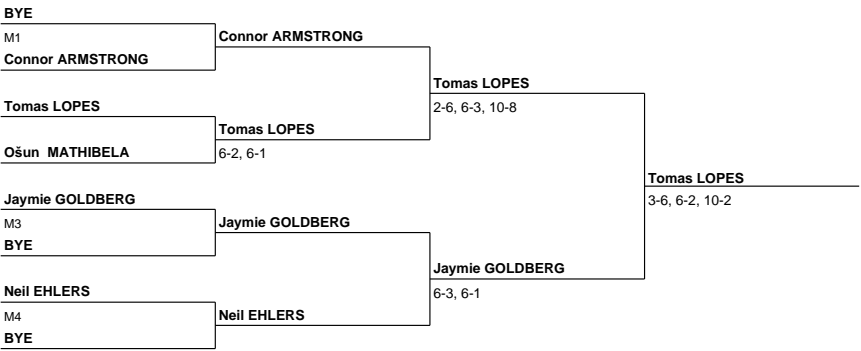 BYE
M1
Connor ARMSTRONG
Connor ARMSTRONG
Tomas LOPES
2-6, 6-3, 10-8
Tomas LOPES
Tomas LOPES
Ošun MATHIBELA
6-2, 6-1
Tomas LOPES
3-6, 6-2, 10-2
Jaymie GOLDBERG
M3
Jaymie GOLDBERG
BYE
Jaymie GOLDBERG
6-3, 6-1
Neil EHLERS
M4
Neil EHLERS
BYE